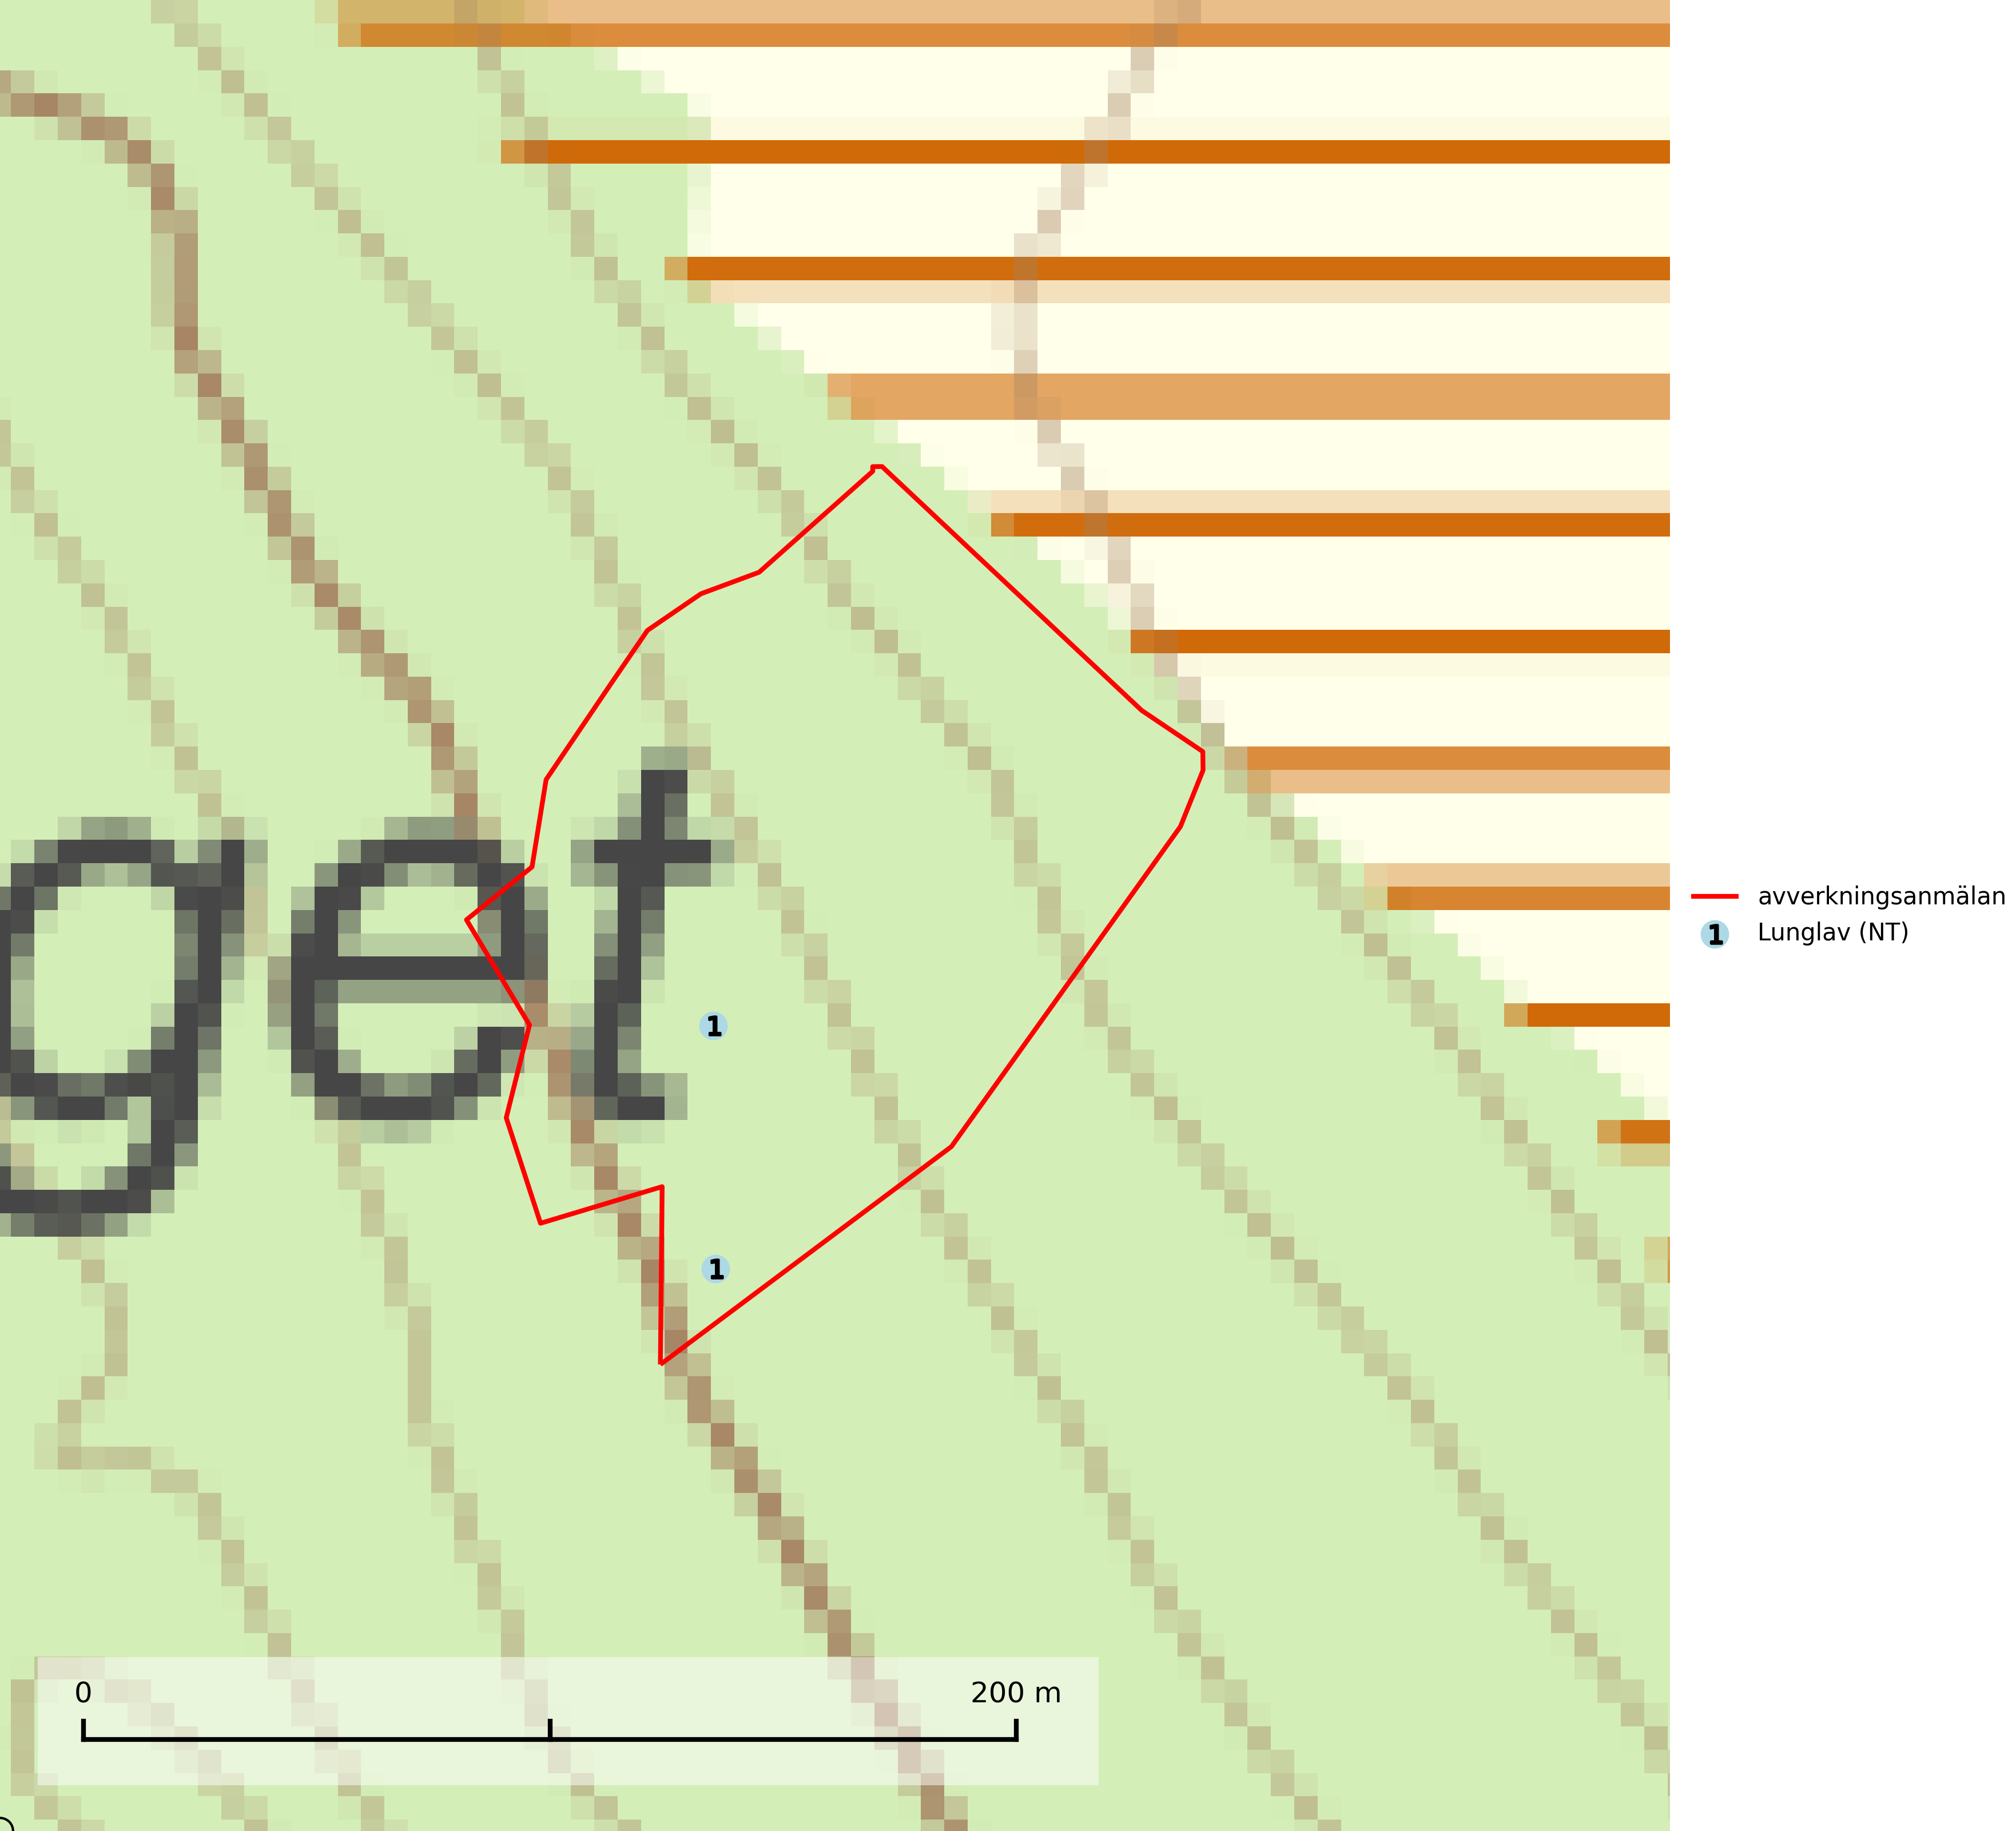 get
avverkningsanmälan
1 Lunglav (NT)
1
1
0 200 m